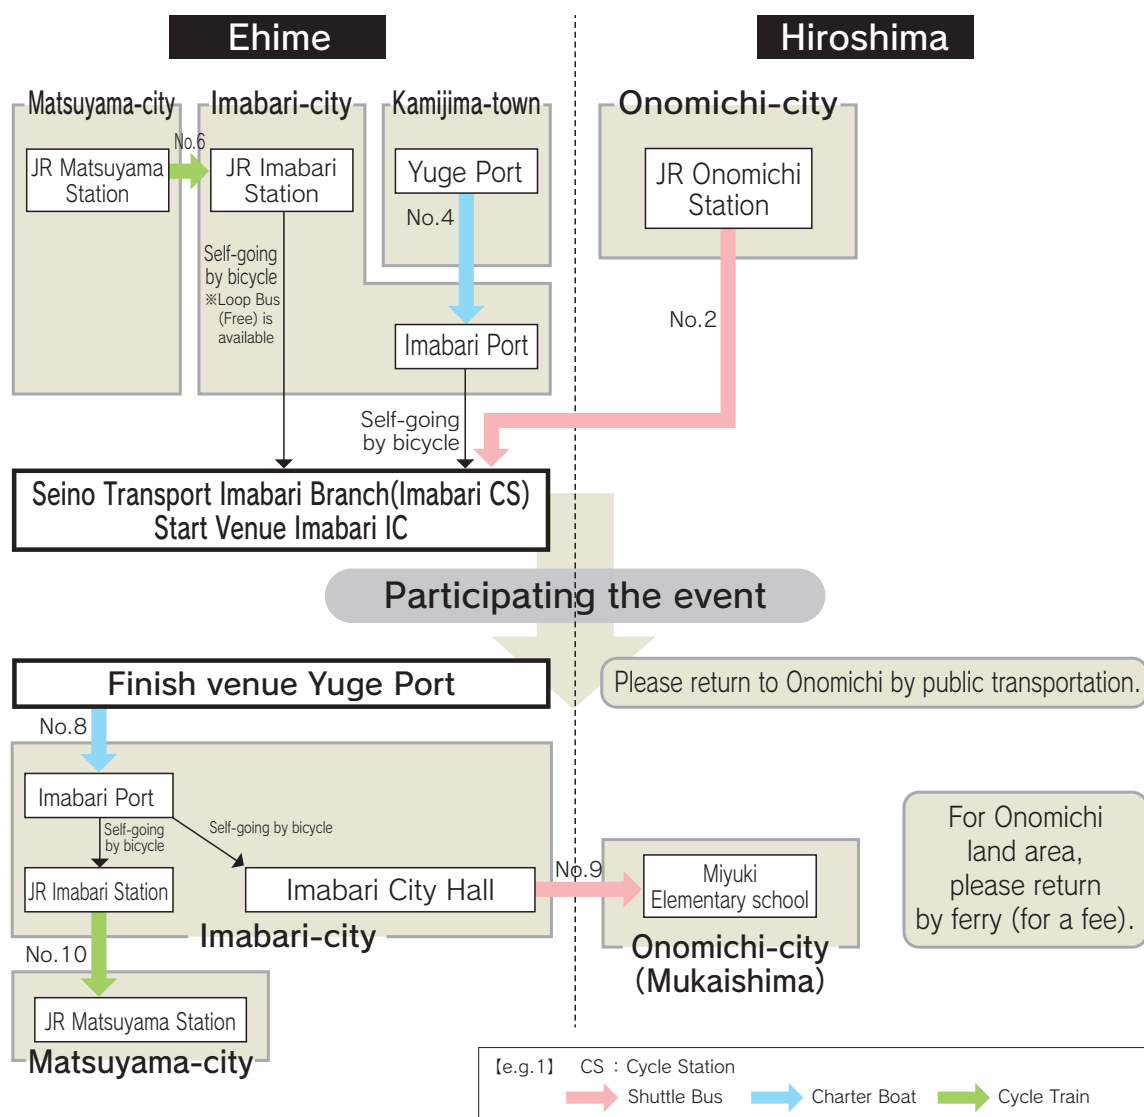 Ehime
Hiroshima
Matsuyama-city
Imabari-city
Kamijima-town
Onomichi-city
No.6
JR Matsuyama
Station
JR Imabari
Station
Yuge Port
JR Onomichi
Station
No.4
Self-going
by bicycle
※Loop Bus
(Free) is
available
No.2
Imabari Port
Self-going
by bicycle
Seino Transport Imabari Branch(Imabari CS)
Start Venue Imabari IC
Participating the event
Finish venue Yuge Port
Please return to Onomichi by public transportation.
No.8
Imabari Port
Self-going
by bicycle
Self-going by bicycle
JR Imabari Station
Imabari City Hall
No.9
Miyuki
Elementary school
For Onomichi
land area,
please return
by ferry (for a fee).
Imabari-city
Onomichi-city
(Mukaishima)
No.10
JR Matsuyama Station
Matsuyama-city
【e.g.1】 CS : Cycle Station
Shuttle Bus
Charter Boat
Cycle Train